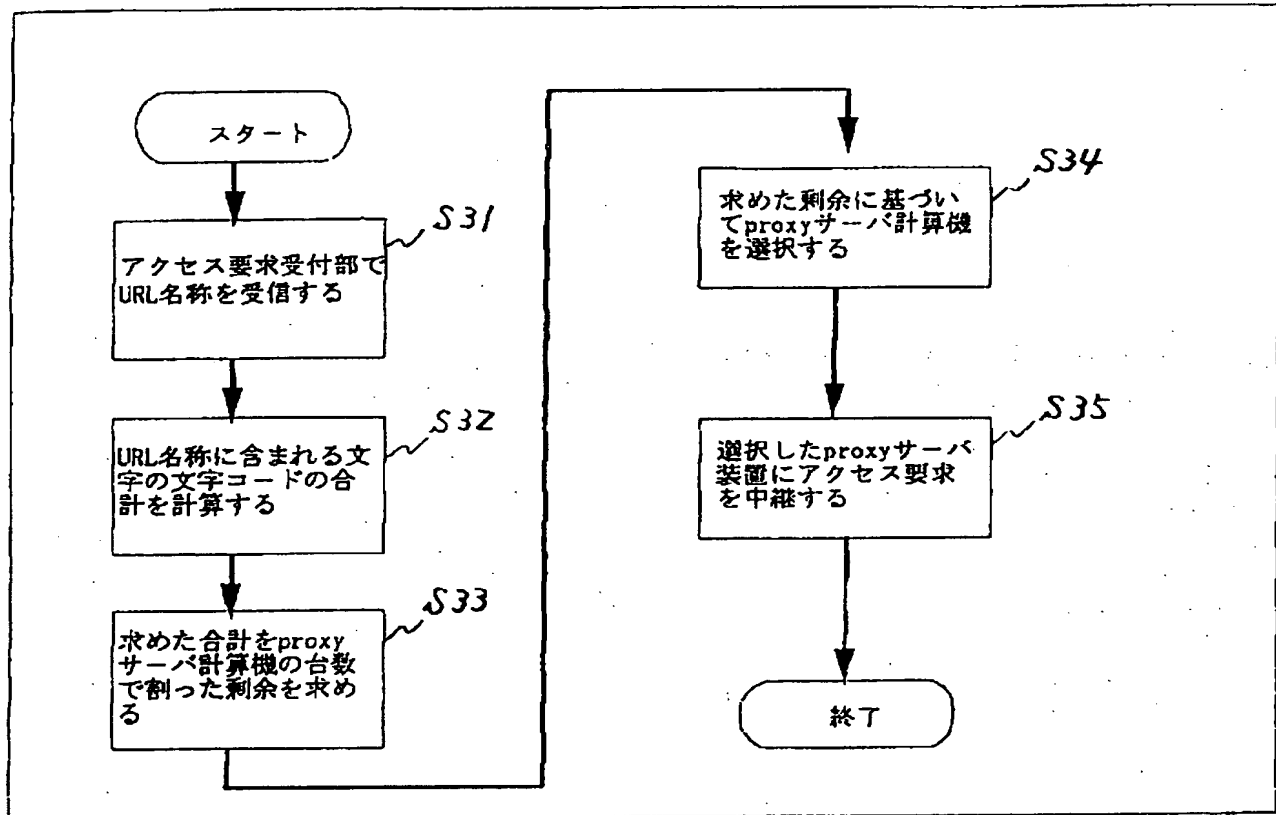 スタート
S31
アクセス要求受付部で
URL名称を受信する
S32
URL名称に含まれる文
字の文字コードの合
計を計算する
S33
求めた合計をproxy
サーバ計算機の台数
で割った剰余を求め
る
S34
求めた剰余に基づい
てproxyサーバ計算機
を選択する
S35
選択したproxyサーバ
装置にアクセス要求
を中継する
終了